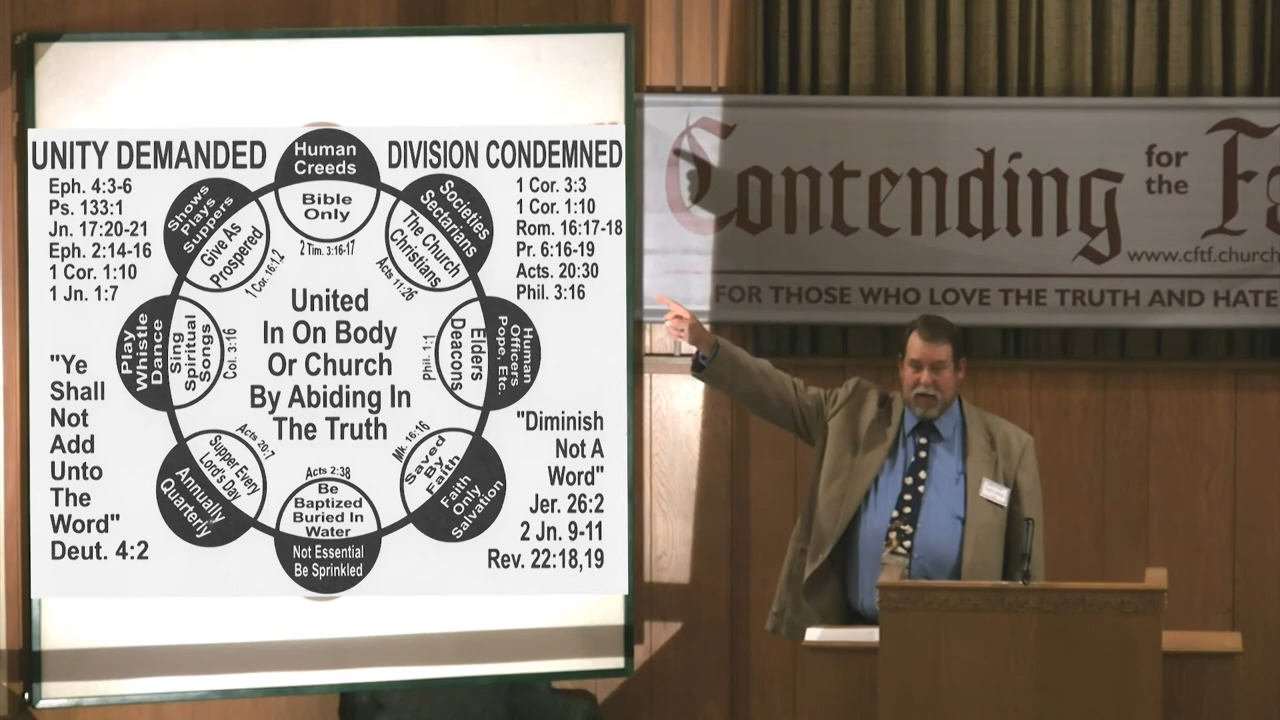 UNITY DEMANDED
Eph. 4:3-6
Ps. 133:1
Jn. 17:20-21
Eph. 2:14-16
1 Cor. 1:10
1 Jn. 1:7
DIVISION CONDEMNED
1 Cor. 3:3
1 Cor. 1:10
Rom. 16:17-18
Pr. 6:16-19
Acts. 20:30
Phil. 3:16
Human
Creeds
Bible
Only
2 Tim. 3:16-17
Societies
Sectarians
The Church
Christians
Acts 11:26
Human
Officers
Pope, Etc.
Elders
Deacons
Phil. 1:1
Mk. 16:16
Saved
By
Faith
Faith
Only
Salvation
Acts 2:38
Be
Baptized
Buried In
Water
Not Essential
Be Sprinkled
Acts 20:7
Supper Every
Lord's Day
Annually
Quarterly
Play
Whistle
Dance
Sing
Spiritual
Songs
Col. 3:16
Shows
Plays
Suppers
Give As
Prospered
1 Cor. 16:1,2
United
In On Body
Or Church
By Abiding In
The Truth
"Ye
Shall
Not
Add
Unto
The
Word"
Deut. 4:2
"Diminish
Not A
Word"
Jer. 26:2
2 Jn. 9-11
Rev. 22:18,19
Contending for the
www.cftf.church
FOR THOSE WHO LOVE THE TRUTH AND HATE